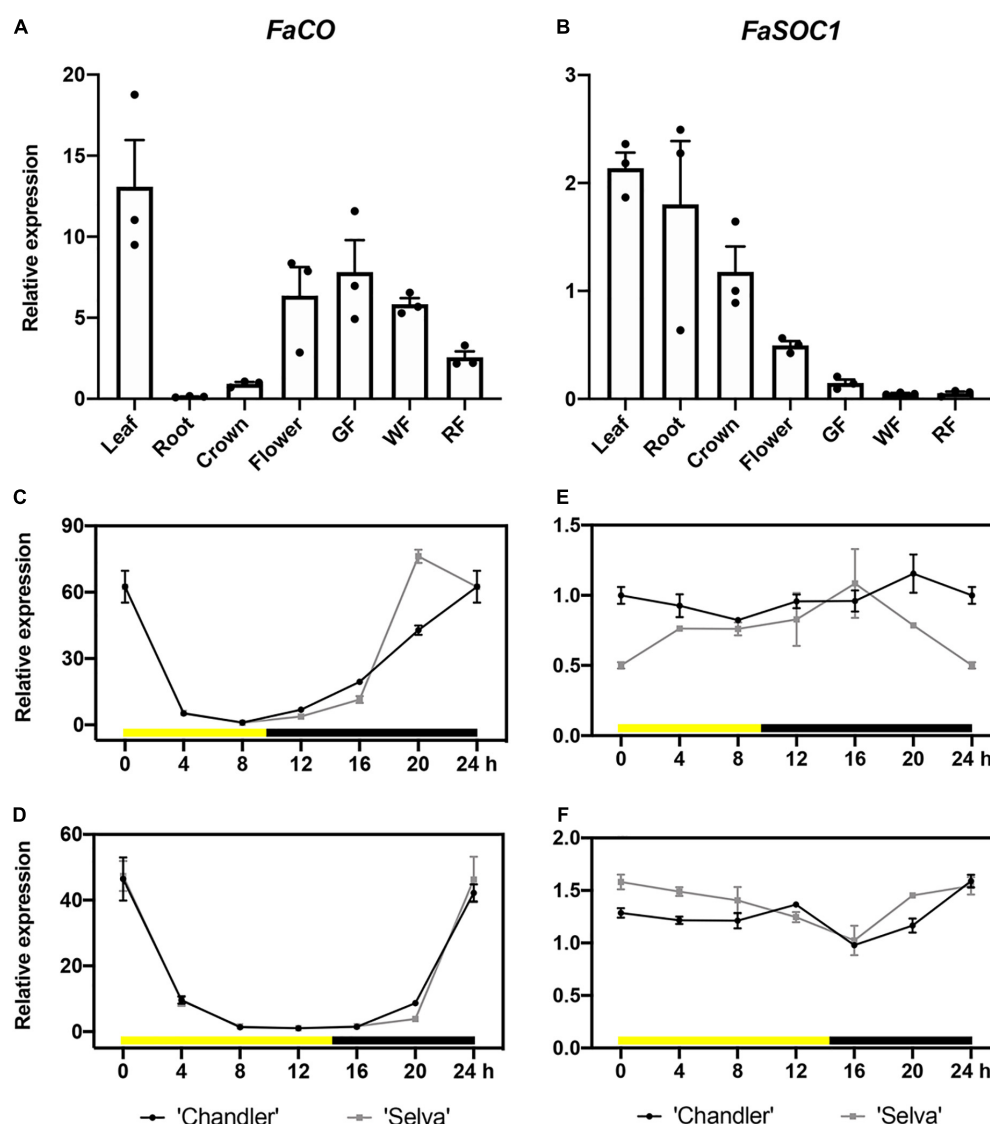 A
FaCO
Relative expression
20
15
10
5
0
Leaf
Root
Crown
Flower
GF
WF
RF
B
FaSOC1
3
2
1
0
Leaf
Root
Crown
Flower
GF
WF
RF
C
Relative expression
90
60
30
0
0 4 8 12 16 20 24 h
E
1.5
1.0
0.5
0.0
0 4 8 12 16 20 24 h
D
Relative expression
60
40
20
0
0 4 8 12 16 20 24 h
F
2.0
1.5
1.0
0.5
0.0
0 4 8 12 16 20 24 h
'Chandler' 'Selva'
'Chandler' 'Selva'